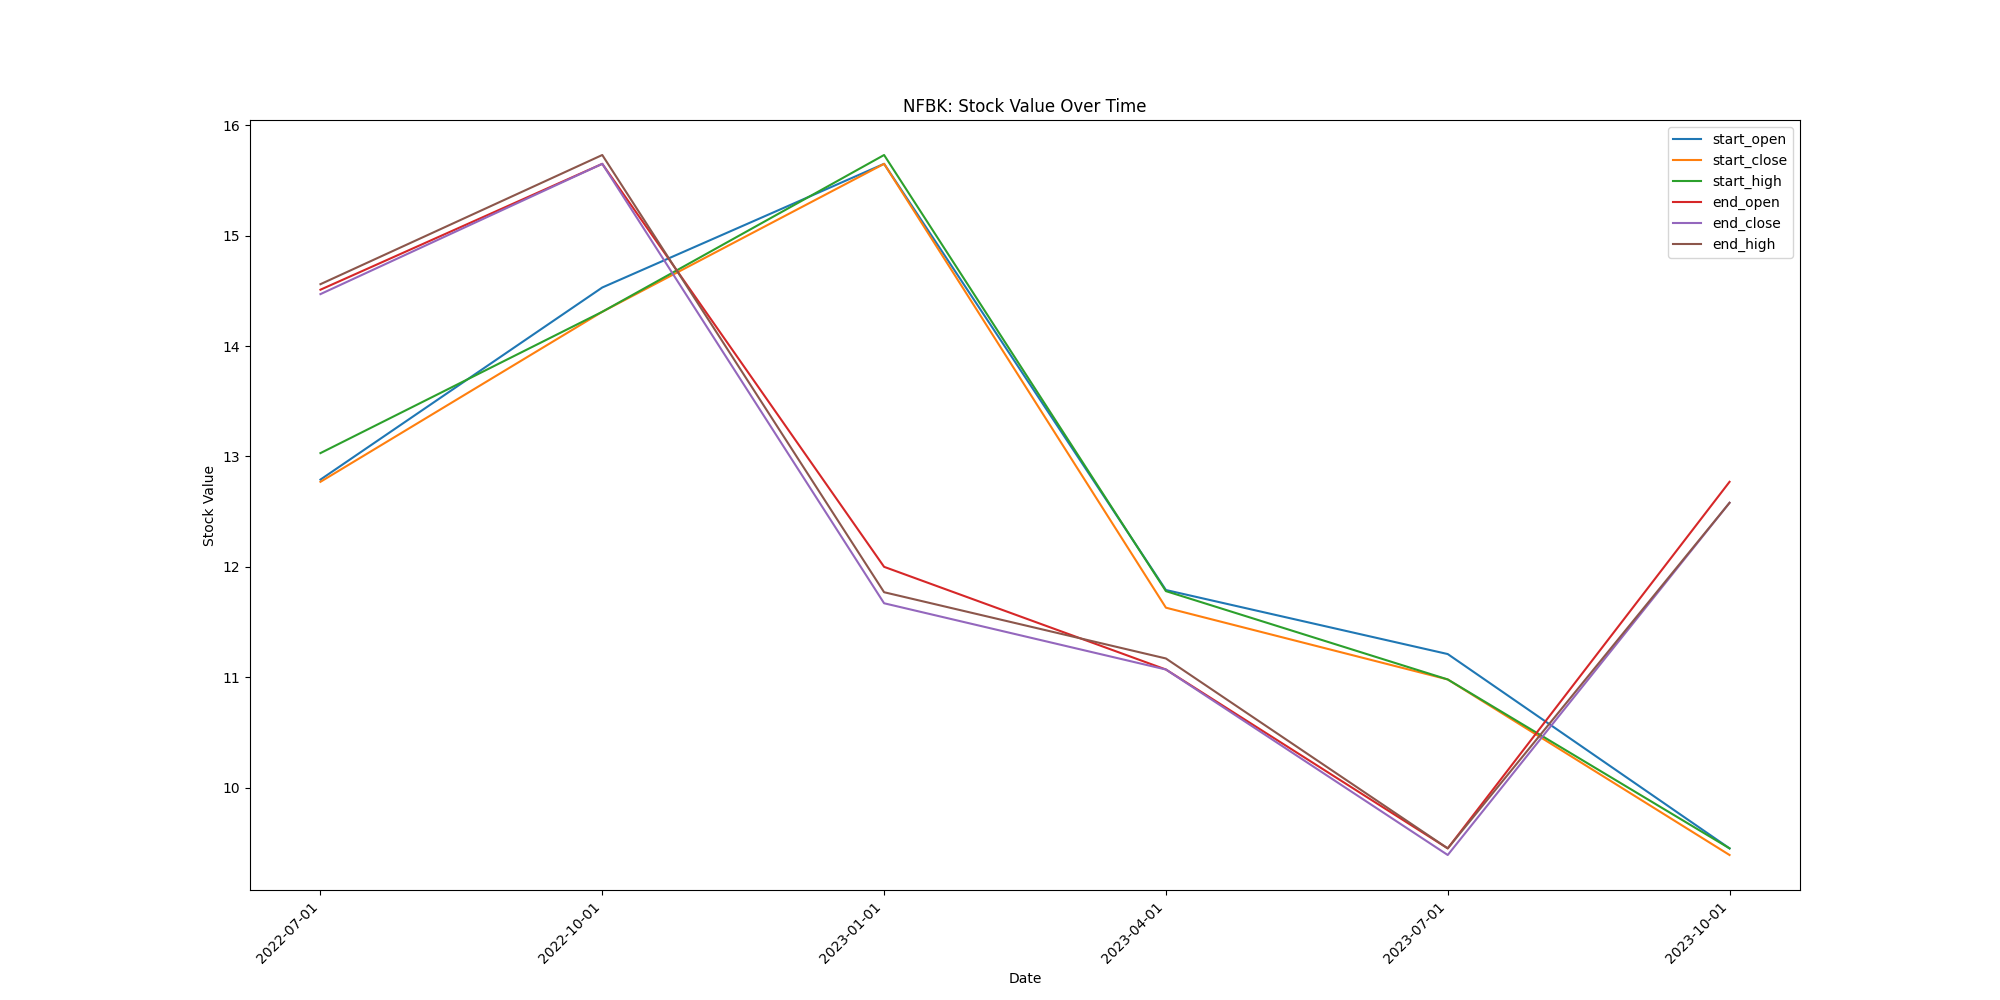 NFBK: Stock Value Over Time
16
15
14
13
12
11
10
Stock Value
start_open
start_close
start_high
end_open
end_close
end_high
2022-07-01
2022-10-01
2023-01-01
2023-04-01
2023-07-01
2023-10-01
Date